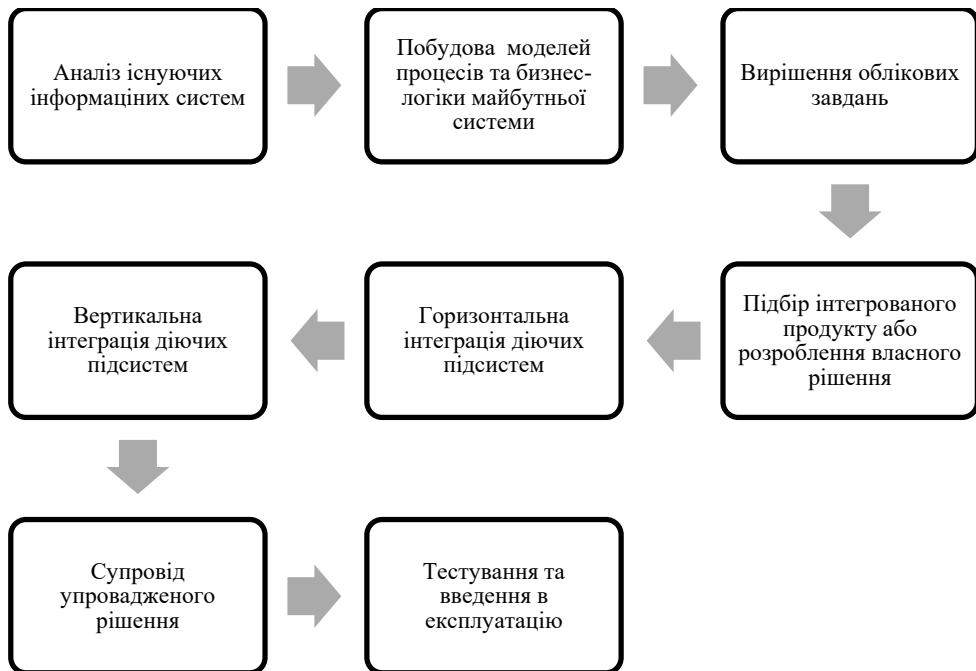 Аналіз існуючих
інформаціних систем
Побудова моделей
процесів та бизнес-
логіки майбутньої
системи
Вирішення облікових
завдань
Підбір інтегрованого
продукту або
розроблення власного
рішення
Горизонтальна
інтеграція діючих
підсистем
Вертикальна
інтеграція діючих
підсистем
Супровід
упровадженого
рішення
Тестування та
введення в
експлуатацію